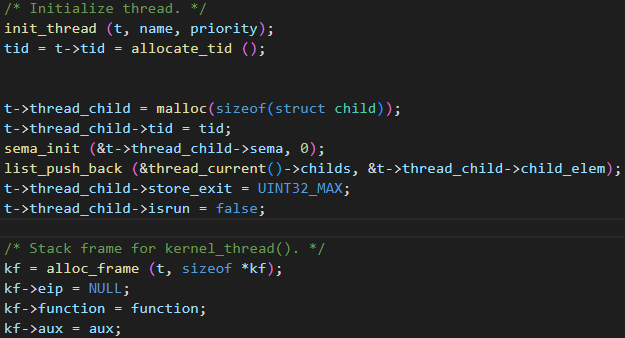 /* Initialize thread. */
init_thread (t, name, priority);
tid = t->tid = allocate_tid ();
t->thread_child = malloc(sizeof(struct child));
t->thread_child->tid = tid;
sema_init (&t->thread_child->sema, 0);
list_push_back (&thread_current()->childs, &t->thread_child->child_elem);
t->thread_child->store_exit = UINT32_MAX;
t->thread_child->isrun = false;
/* Stack frame for kernel_thread(). */
kf = alloc_frame (t, sizeof *kf);
kf->eip = NULL;
kf->function = function;
kf->aux = aux;